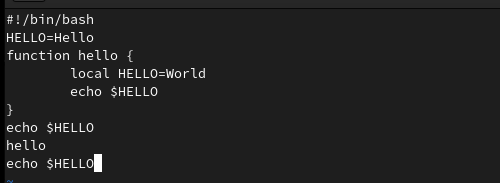 #!/bin/bash
HELLO=Hello
function hello {
        local HELLO=World
        echo $HELLO
}
echo $HELLO
hello
echo $HELLO
~